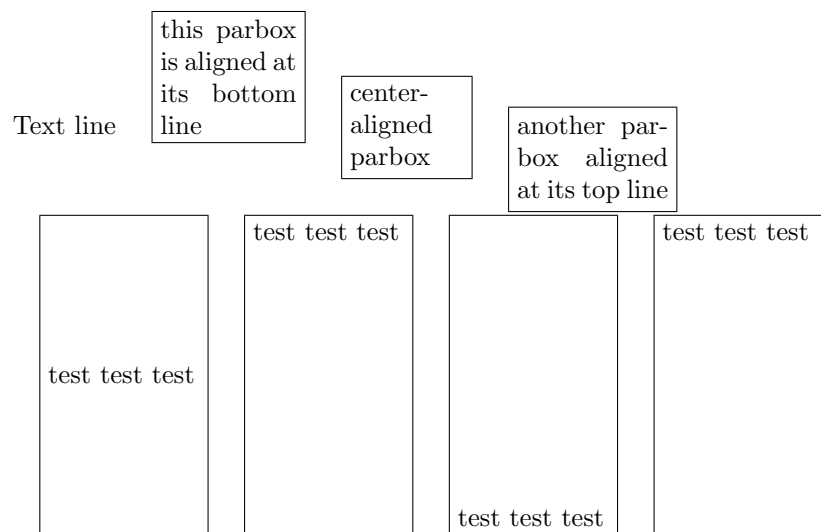 Text line
this parbox
is aligned at
its bottom
line
center-
aligned
parbox
another par-
box aligned
at its top line
test test test
test test test
test test test
test test test